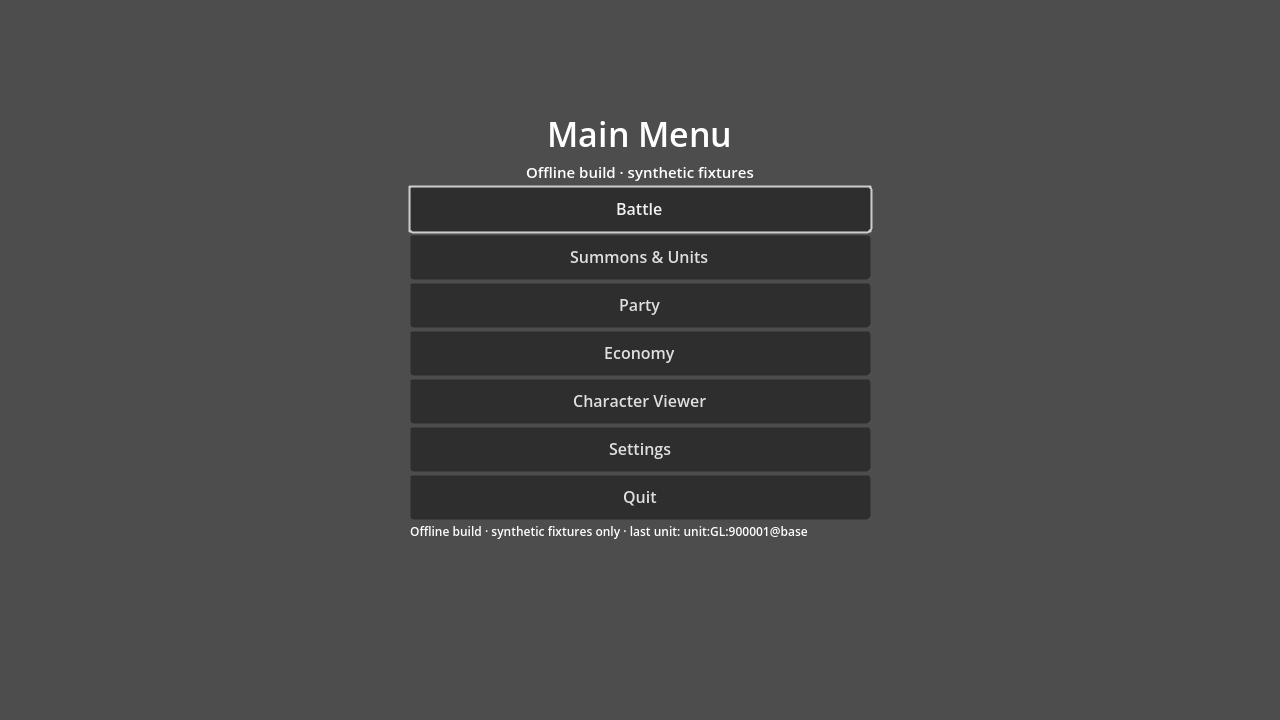 Main Menu
Offline build · synthetic fixtures
Battle
Summons & Units
Party
Economy
Character Viewer
Settings
Quit
Offline build · synthetic fixtures only · last unit: unit:GL:900001@base